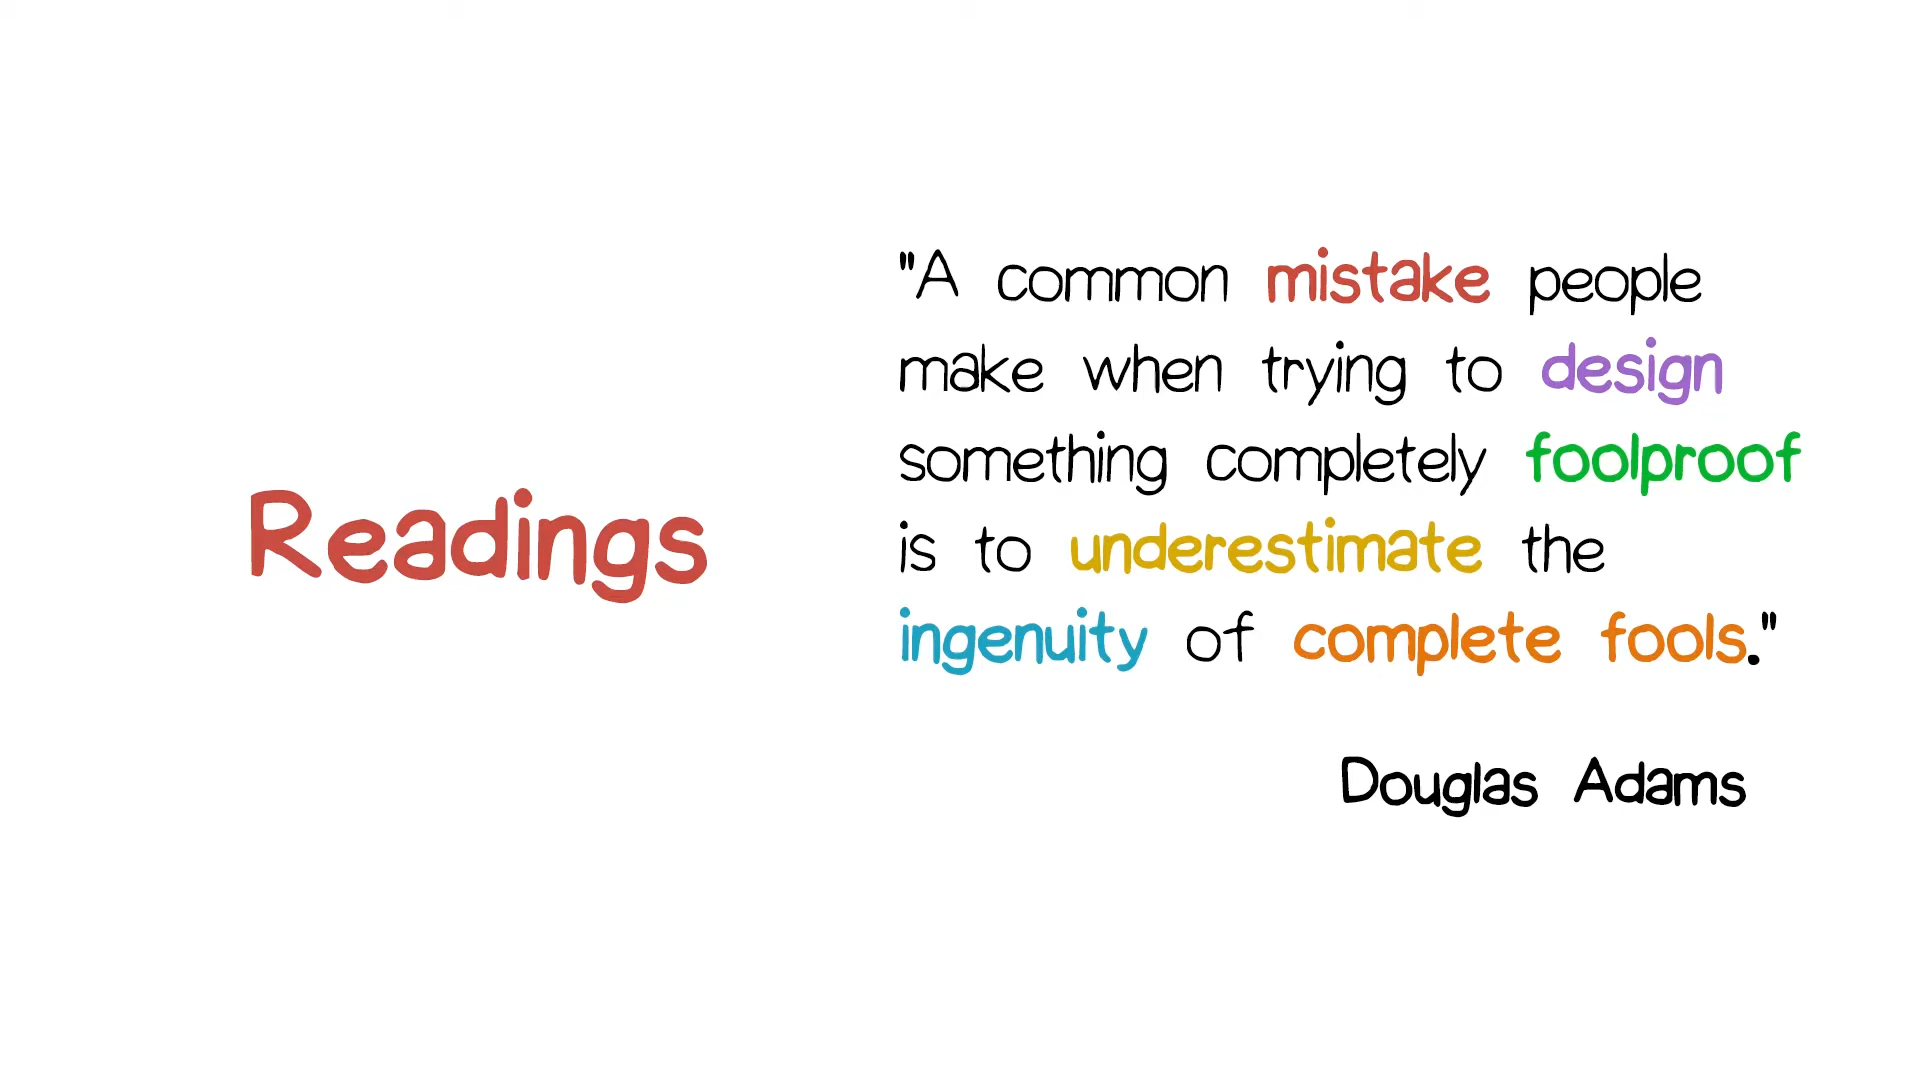 Readings
"A common mistake people
make when trying to design
something completely foolproof
is to underestimate the
ingenuity of complete fools."
Douglas Adams